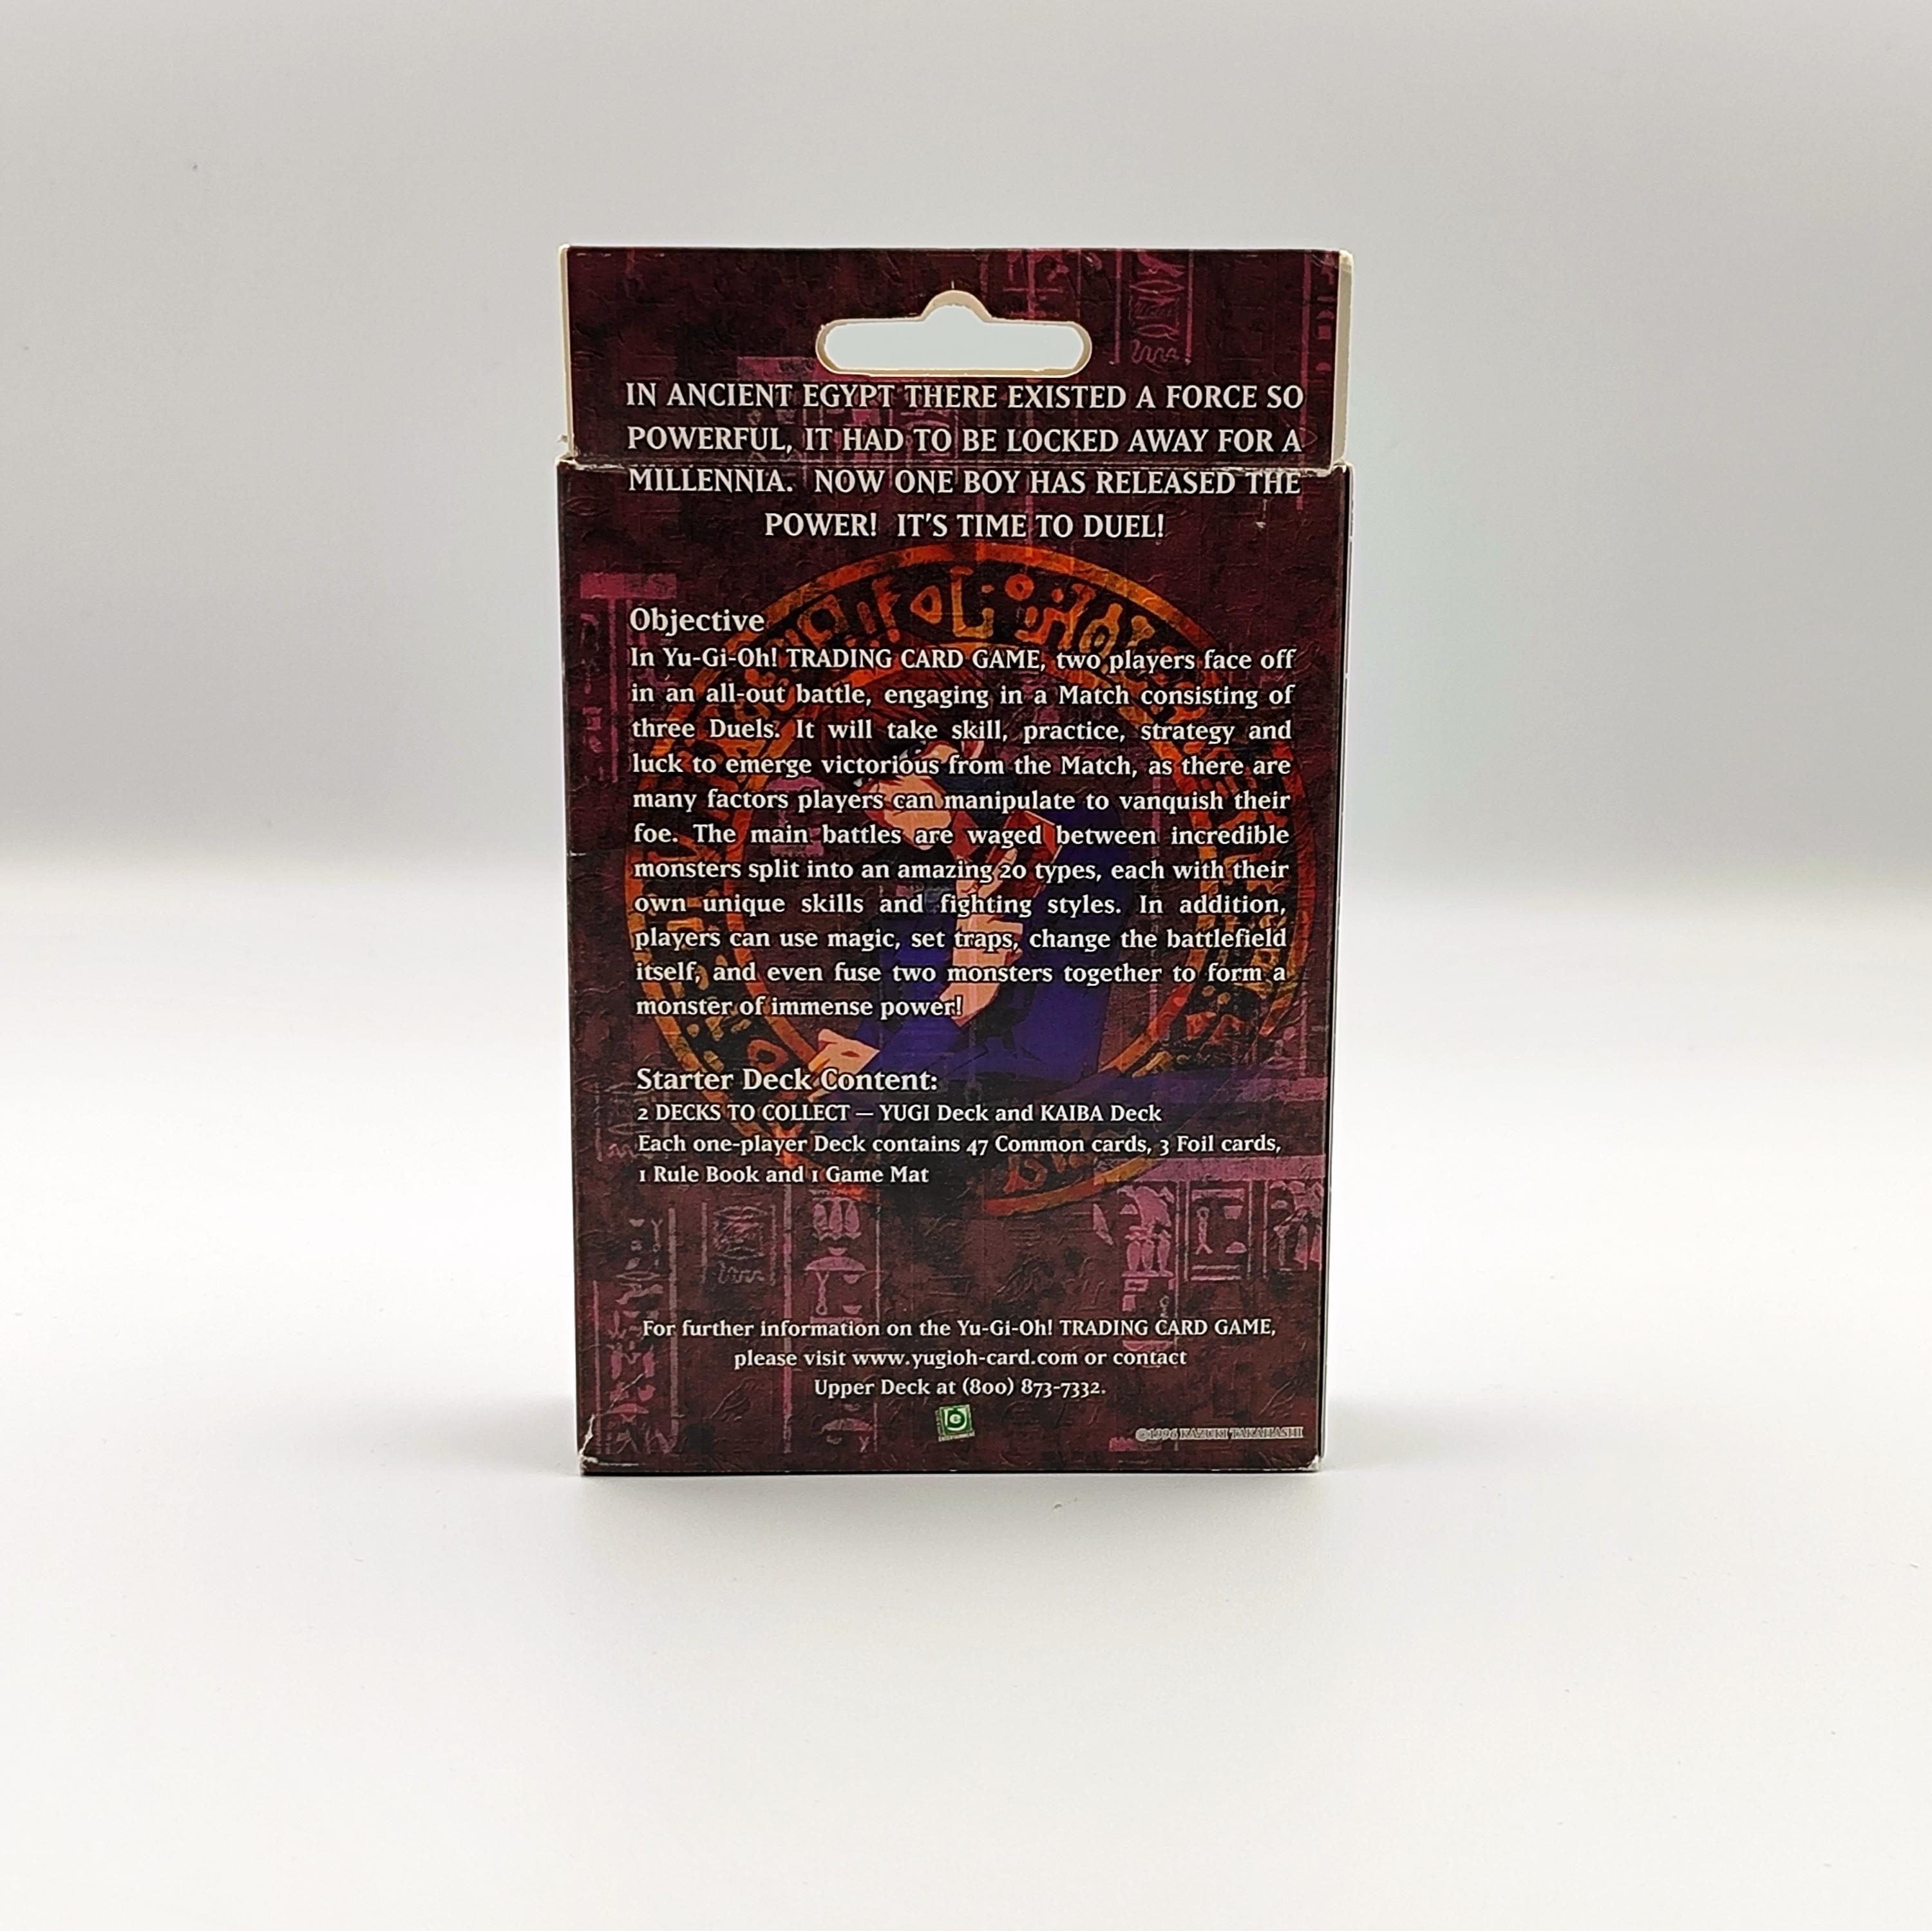 IN ANCIENT EGYPT THERE EXISTED A FORCE SO
POWERFUL, IT HAD TO BE LOCKED AWAY FOR A
MILLENNIA. NOW ONE BOY HAS RELEASED THE
POWER! IT'S TIME TO DUEL!
Objective
In Yu-Gi-Oh! TRADING CARD GAME, two players face off
in an all-out battle, engaging in a Match consisting of
three Duels. It will take skill, practice, strategy and
luck to emerge victorious from the Match, as there are
many factors players can manipulate to vanquish their
foe. The main battles are waged between incredible
monsters split into an amazing 20 types, each with their
own unique skills and fighting styles. In addition,
players can use magic, set traps, change the battlefield
itself, and even fuse two monsters together to form a
monster of immense power!
Starter Deck Content:
2 DECKS TO COLLECT — YUGI Deck and KAIBA Deck
Each one-player Deck contains 47 Common cards, 3 Foil cards,
1 Rule Book and 1 Game Mat
For further information on the Yu-Gi-Oh! TRADING CARD GAME,
please visit www.yugioh-card.com or contact
Upper Deck at (800) 873-7332.
ENTERTAINMENT
©1996 KAZUKI TAKAHASHI